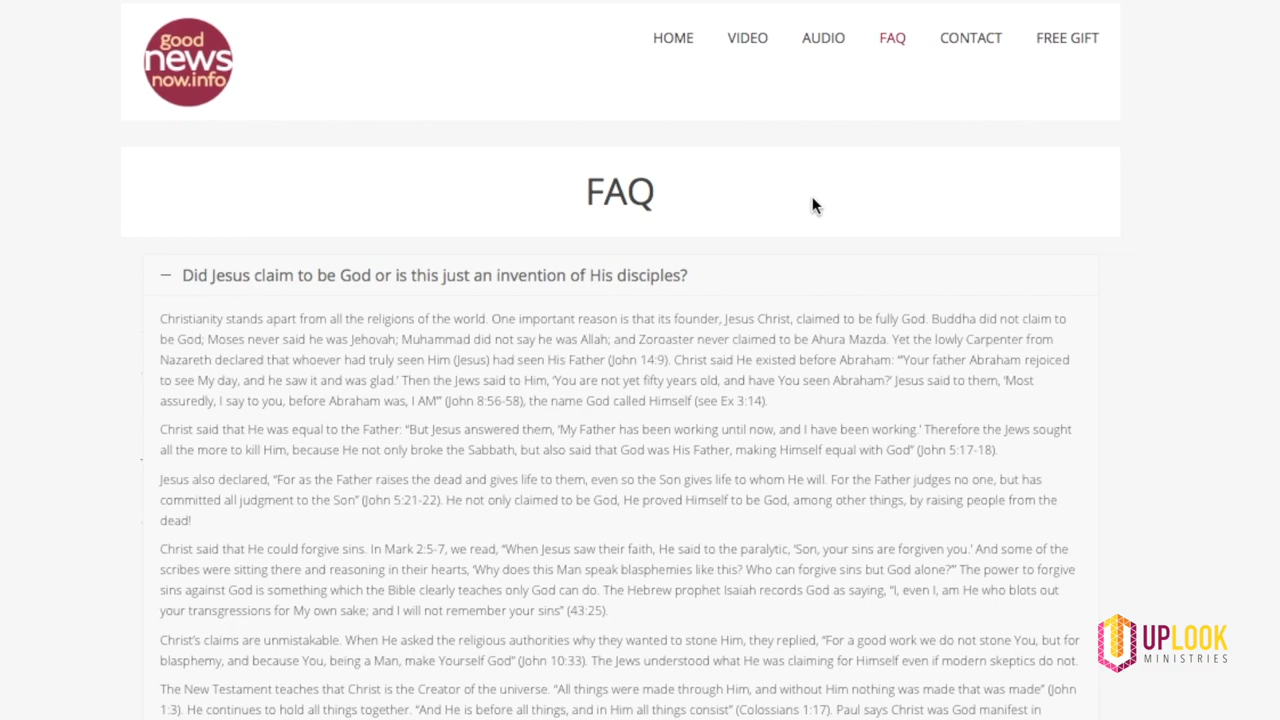 good
news
now.info
HOME VIDEO AUDIO FAQ CONTACT FREE GIFT
FAQ
Did Jesus claim to be God or is this just an invention of His disciples?
Christianity stands apart from all the religions of the world. One important reason is that its founder, Jesus Christ, claimed to be fully God. Buddha did not claim to
be God; Moses never said he was Jehovah; Muhammad did not say he was Allah; and Zoroaster never claimed to be Ahura Mazda. Yet the lowly Carpenter from
Nazareth declared that whoever had truly seen Him (Jesus) had seen His Father (John 14:9). Christ said He existed before Abraham: “‘Your father Abraham rejoiced
to see My day, and he saw it and was glad.’ Then the Jews said to Him, ‘You are not yet fifty years old, and have You seen Abraham?’ Jesus said to them, ‘Most
assuredly, I say to you, before Abraham was, I AM’” (John 8:56-58), the name God called Himself (see Ex 3:14).
Christ said that He was equal to the Father: “But Jesus answered them, ‘My Father has been working until now, and I have been working.’ Therefore the Jews sought
all the more to kill Him, because He not only broke the Sabbath, but also said that God was His Father, making Himself equal with God” (John 5:17-18).
Jesus also declared, “For as the Father raises the dead and gives life to them, even so the Son gives life to whom He will. For the Father judges no one, but has
committed all judgment to the Son” (John 5:21-22). He not only claimed to be God, He proved Himself to be God, among other things, by raising people from the
dead!
Christ said that He could forgive sins. In Mark 2:5-7, we read, “When Jesus saw their faith, He said to the paralytic, ‘Son, your sins are forgiven you.’ And some of the
scribes were sitting there and reasoning in their hearts, ‘Why does this Man speak blasphemies like this? Who can forgive sins but God alone?’” The power to forgive
sins against God is something which the Bible clearly teaches only God can do. The Hebrew prophet Isaiah records God as saying, “I, even I, am He who blots out
your transgressions for My own sake; and I will not remember your sins” (43:25).
Christ’s claims are unmistakable. When He asked the religious authorities why they wanted to stone Him, they replied, “For a good work we do not stone You, but for
blasphemy, and because You, being a Man, make Yourself God” (John 10:33). The Jews understood what He was claiming for Himself even if modern skeptics do not.
The New Testament teaches that Christ is the Creator of the universe. “All things were made through Him, and without Him nothing was made that was made” (John
1:3). He continues to hold all things together. “And He is before all things, and in Him all things consist” (Colossians 1:17). Paul says Christ was God manifest in
UPLOOK
MINISTRIES